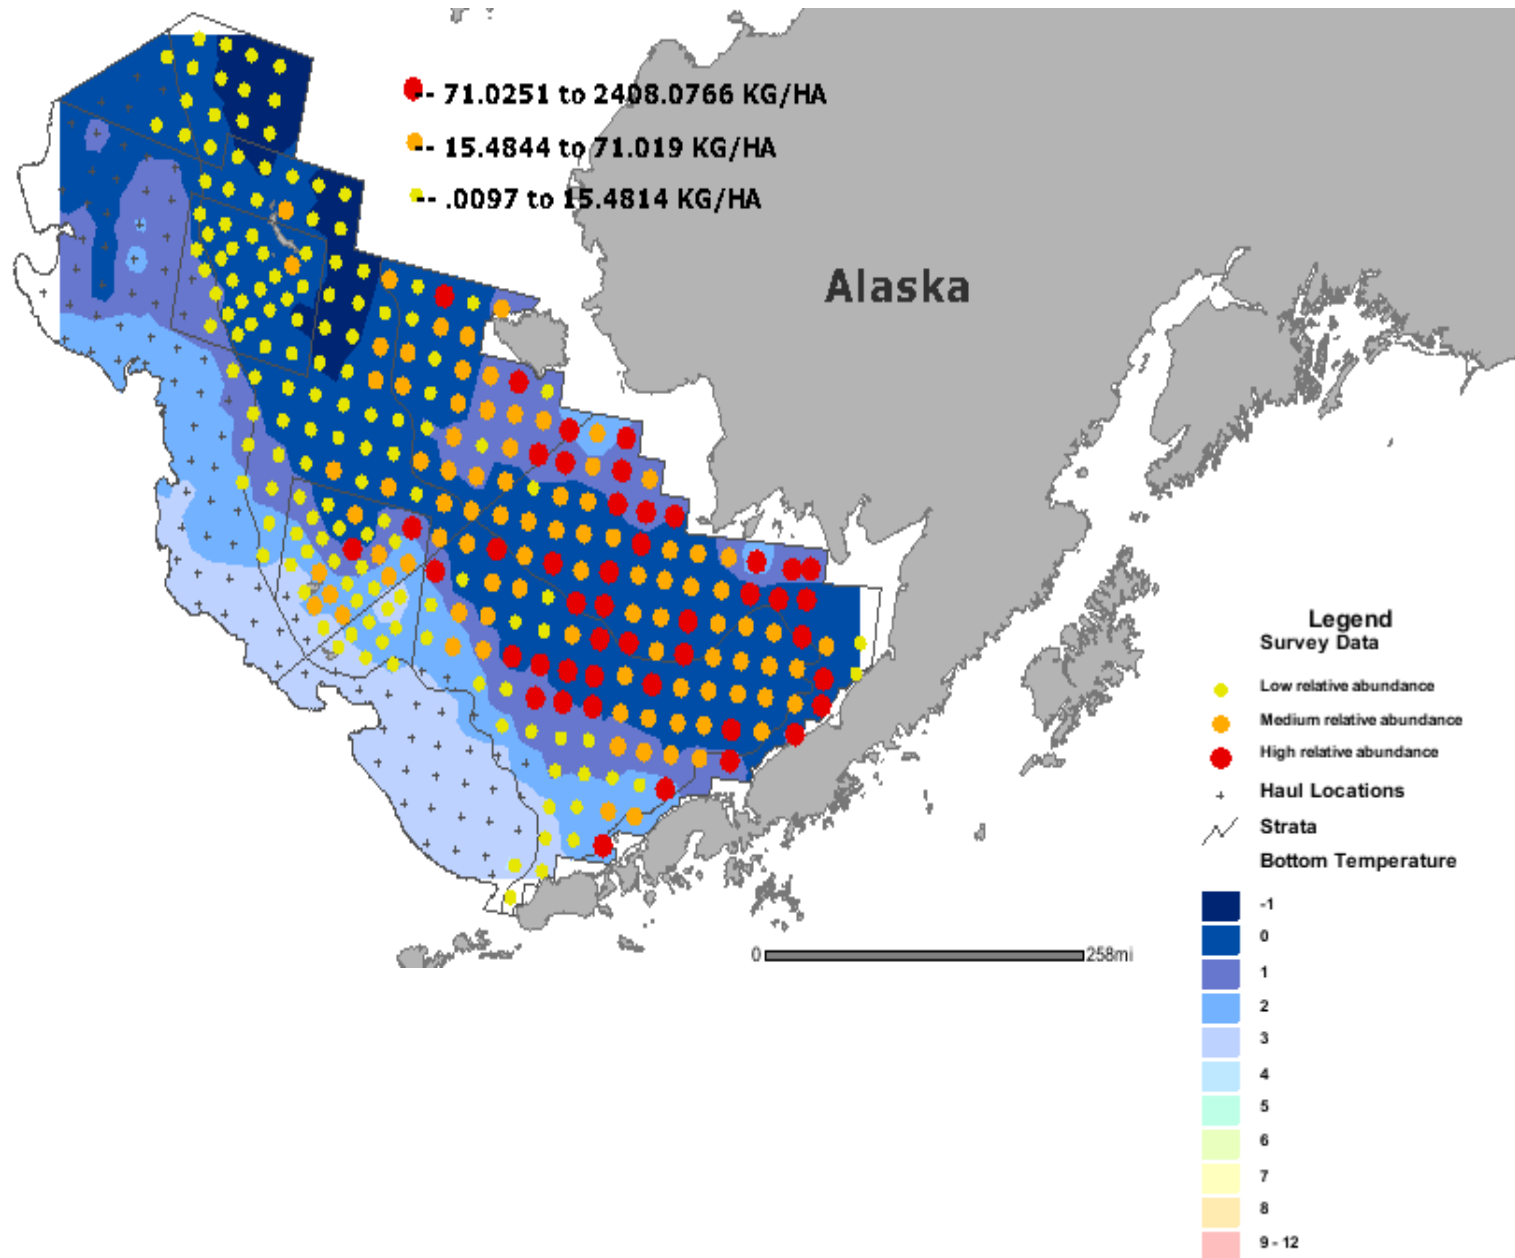 -- 71.0251 to 2408.0766 KG/HA
-- 15.4844 to 71.019 KG/HA
-- .0097 to 15.4814 KG/HA
Alaska
Legend
Survey Data
Low relative abundance
Medium relative abundance
High relative abundance
Haul Locations
Strata
Bottom Temperature
-1
0
1
2
3
4
5
6
7
8
9 - 12
0
258mi